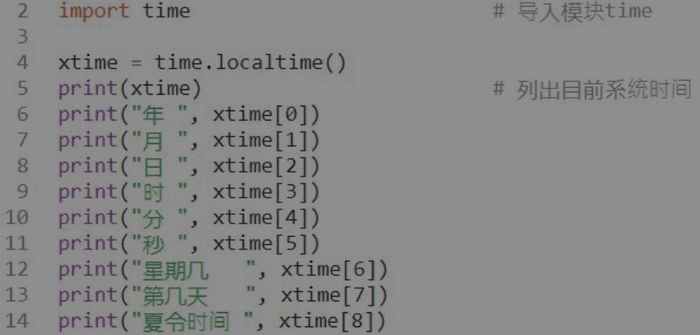 2 import time # 导入模块time
3
4 xtime = time.localtime()
5 print(xtime) # 列出目前系统时间
6 print("年 ", xtime[0])
7 print("月 ", xtime[1])
8 print("日 ", xtime[2])
9 print("时 ", xtime[3])
10 print("分 ", xtime[4])
11 print("秒 ", xtime[5])
12 print("星期几   ", xtime[6])
13 print("第几天   ", xtime[7])
14 print("夏令时间 ", xtime[8])